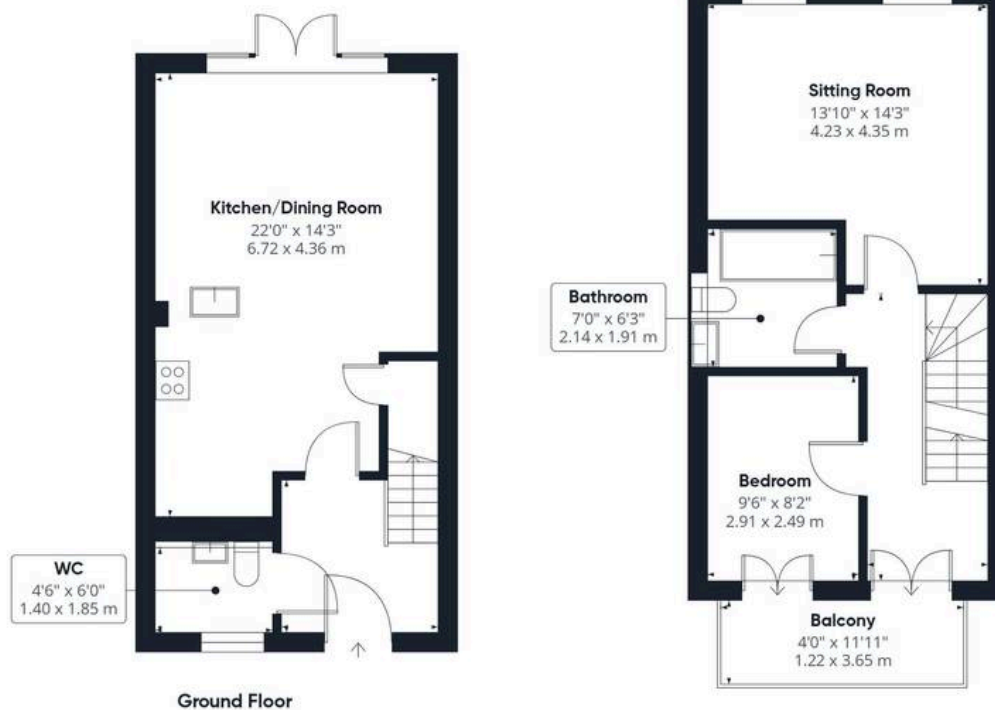 Kitchen/Dining Room
22'0" x 14'3"
6.72 x 4.36 m
WC
4'6" x 6'0"
1.40 x 1.85 m
Ground Floor
Sitting Room
13'10" x 14'3"
4.23 x 4.35 m
Bathroom
7'0" x 6'3"
2.14 x 1.91 m
Bedroom
9'6" x 8'2"
2.91 x 2.49 m
Balcony
4'0" x 11'11"
1.22 x 3.65 m